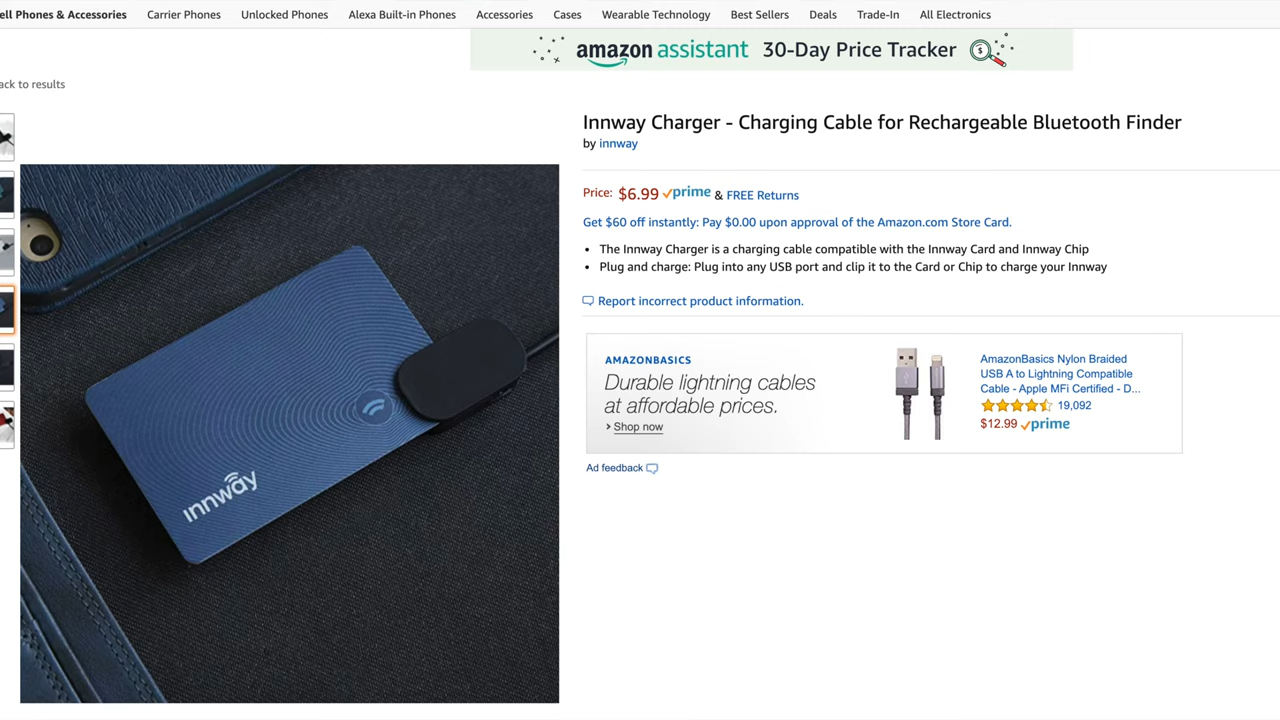 ell Phones & Accessories Carrier Phones Unlocked Phones Alexa Built-in Phones Accessories Cases Wearable Technology Best Sellers Deals Trade-In All Electronics
amazon assistant 30-Day Price Tracker
ack to results
Innway Charger - Charging Cable for Rechargeable Bluetooth Finder
by innway
Price: $6.99 prime & FREE Returns
Get $60 off instantly: Pay $0.00 upon approval of the Amazon.com Store Card.
• The Innway Charger is a charging cable compatible with the Innway Card and Innway Chip
• Plug and charge: Plug into any USB port and clip it to the Card or Chip to charge your Innway
Report incorrect product information.
AMAZONBASICS
Durable lightning cables
at affordable prices.
› Shop now
AmazonBasics Nylon Braided
USB A to Lightning Compatible
Cable - Apple MFi Certified - D...
19,092
$12.99 prime
Ad feedback
innway